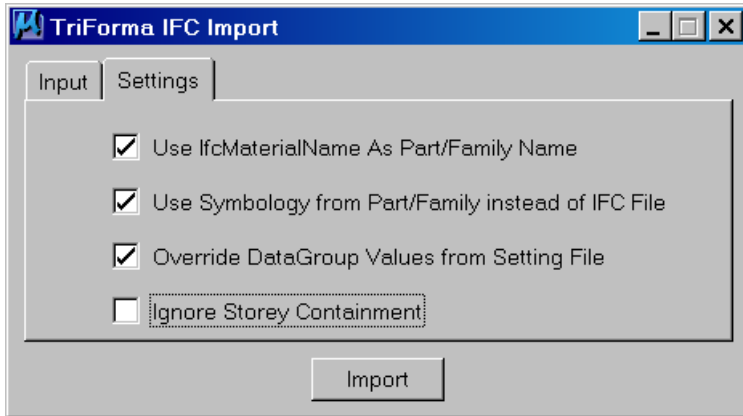 TriForma IFC Import
Input Settings
Use IfcMaterialName As Part/Family Name
Use Symbology from Part/Family instead of IFC File
Override DataGroup Values from Setting File
Ignore Storey Containment
Import